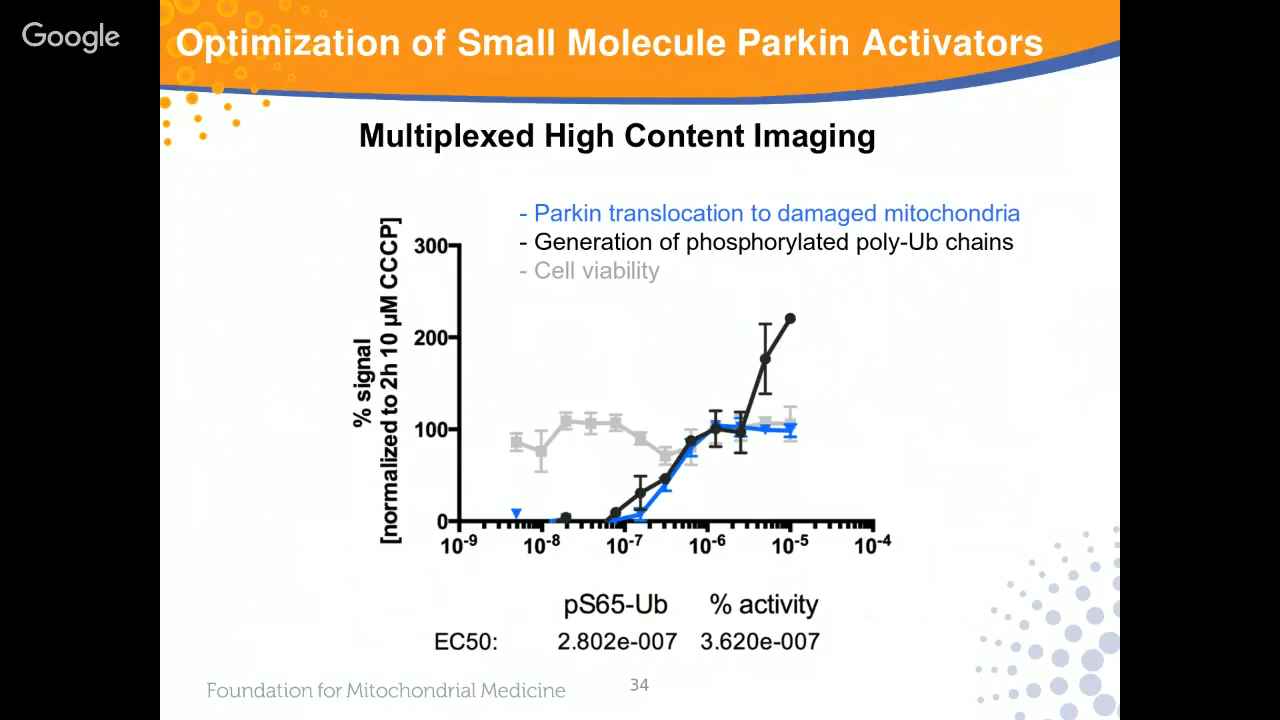 Google
Optimization of Small Molecule Parkin Activators
Multiplexed High Content Imaging
- Parkin translocation to damaged mitochondria
- Generation of phosphorylated poly-Ub chains
- Cell viability
% signal
[normalized to 2h 10 µM CCCP]
300
200
100
0
10-9 10-8 10-7 10-6 10-5 10-4
pS65-Ub % activity
EC50: 2.802e-007 3.620e-007
Foundation for Mitochondrial Medicine 34